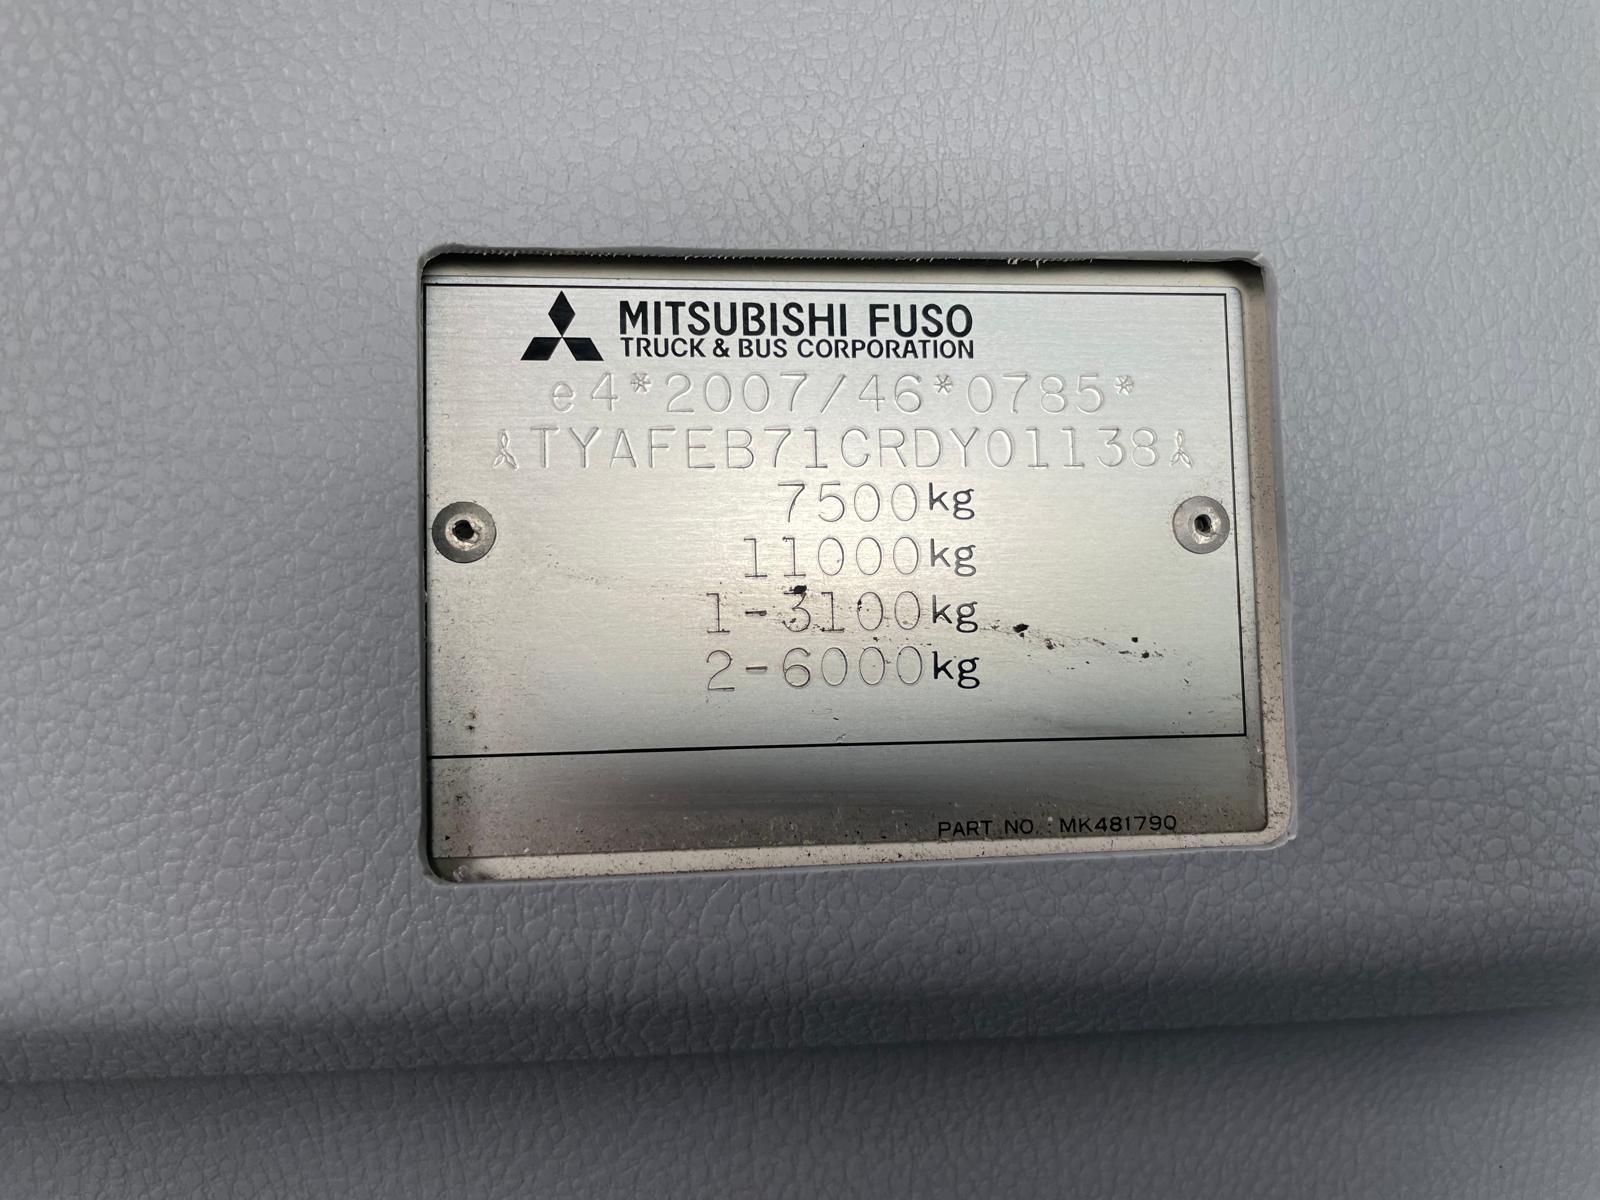 MITSUBISHI FUSO
TRUCK & BUS CORPORATION
e4*2007/46*0785*
TYAFEB71CRDY01138
7500kg
11000kg
1-3100kg
2-6000kg
PART NO. : MK481790